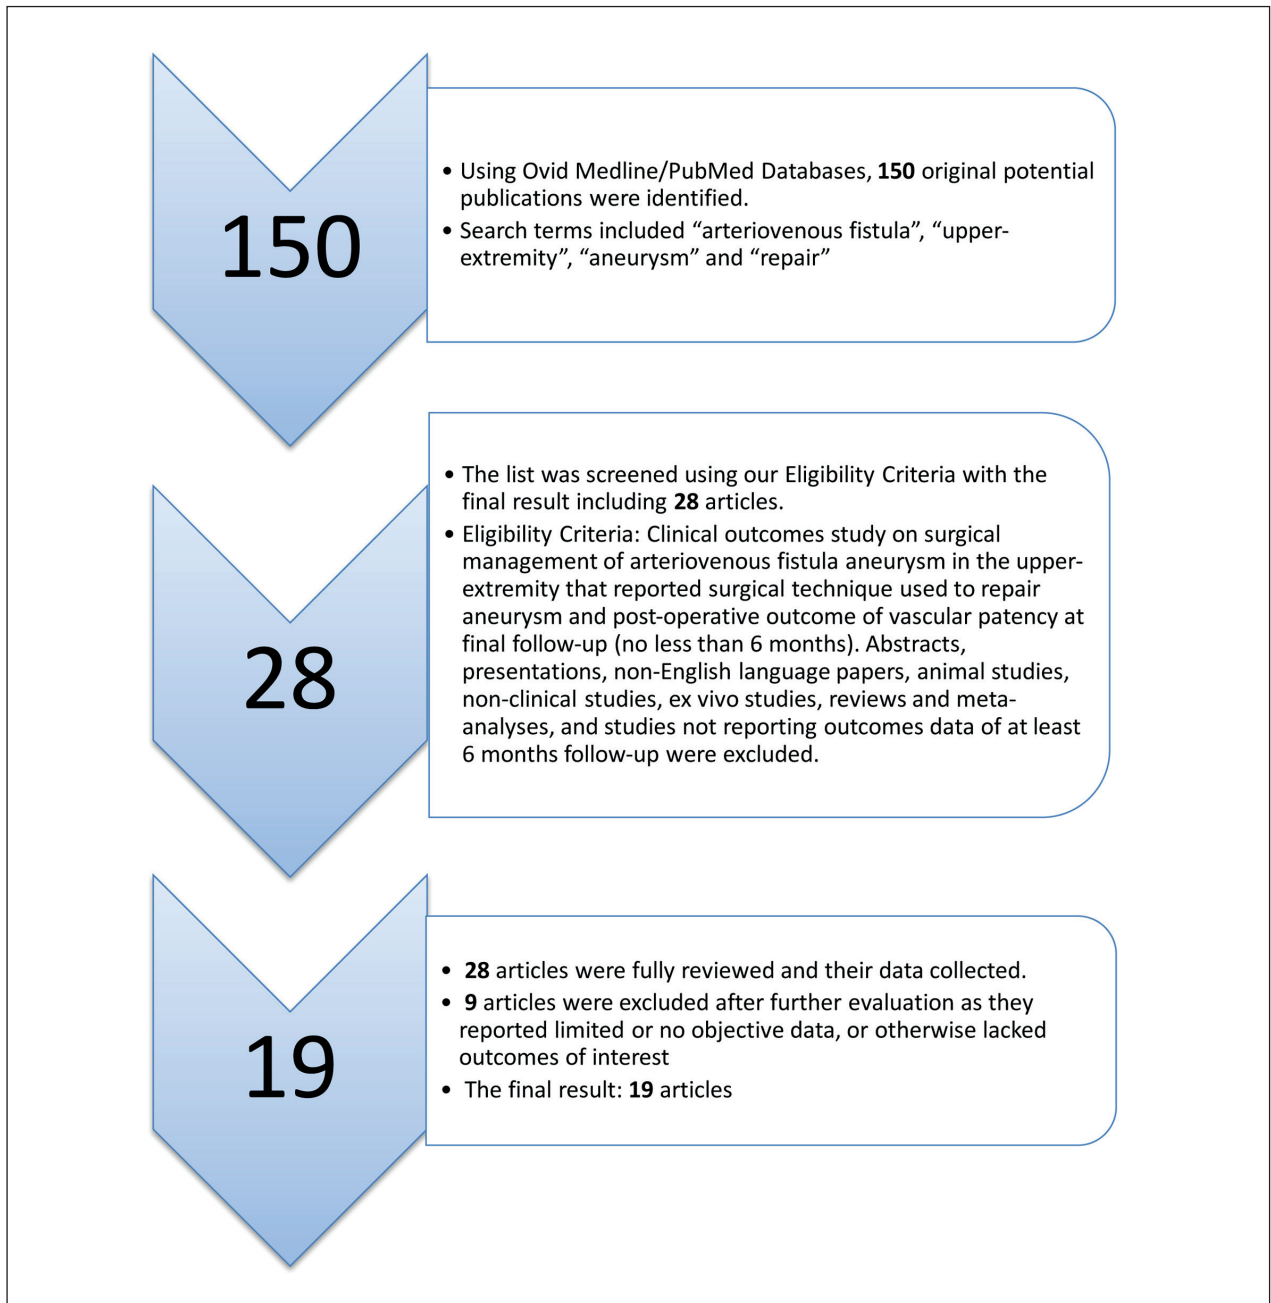 150
• Using Ovid Medline/PubMed Databases, 150 original potential
publications were identified.
• Search terms included “arteriovenous fistula”, “upper-
extremity”, “aneurysm” and “repair”
28
• The list was screened using our Eligibility Criteria with the
final result including 28 articles.
• Eligibility Criteria: Clinical outcomes study on surgical
management of arteriovenous fistula aneurysm in the upper-
extremity that reported surgical technique used to repair
aneurysm and post-operative outcome of vascular patency at
final follow-up (no less than 6 months). Abstracts,
presentations, non-English language papers, animal studies,
non-clinical studies, ex vivo studies, reviews and meta-
analyses, and studies not reporting outcomes data of at least
6 months follow-up were excluded.
19
• 28 articles were fully reviewed and their data collected.
• 9 articles were excluded after further evaluation as they
reported limited or no objective data, or otherwise lacked
outcomes of interest
• The final result: 19 articles